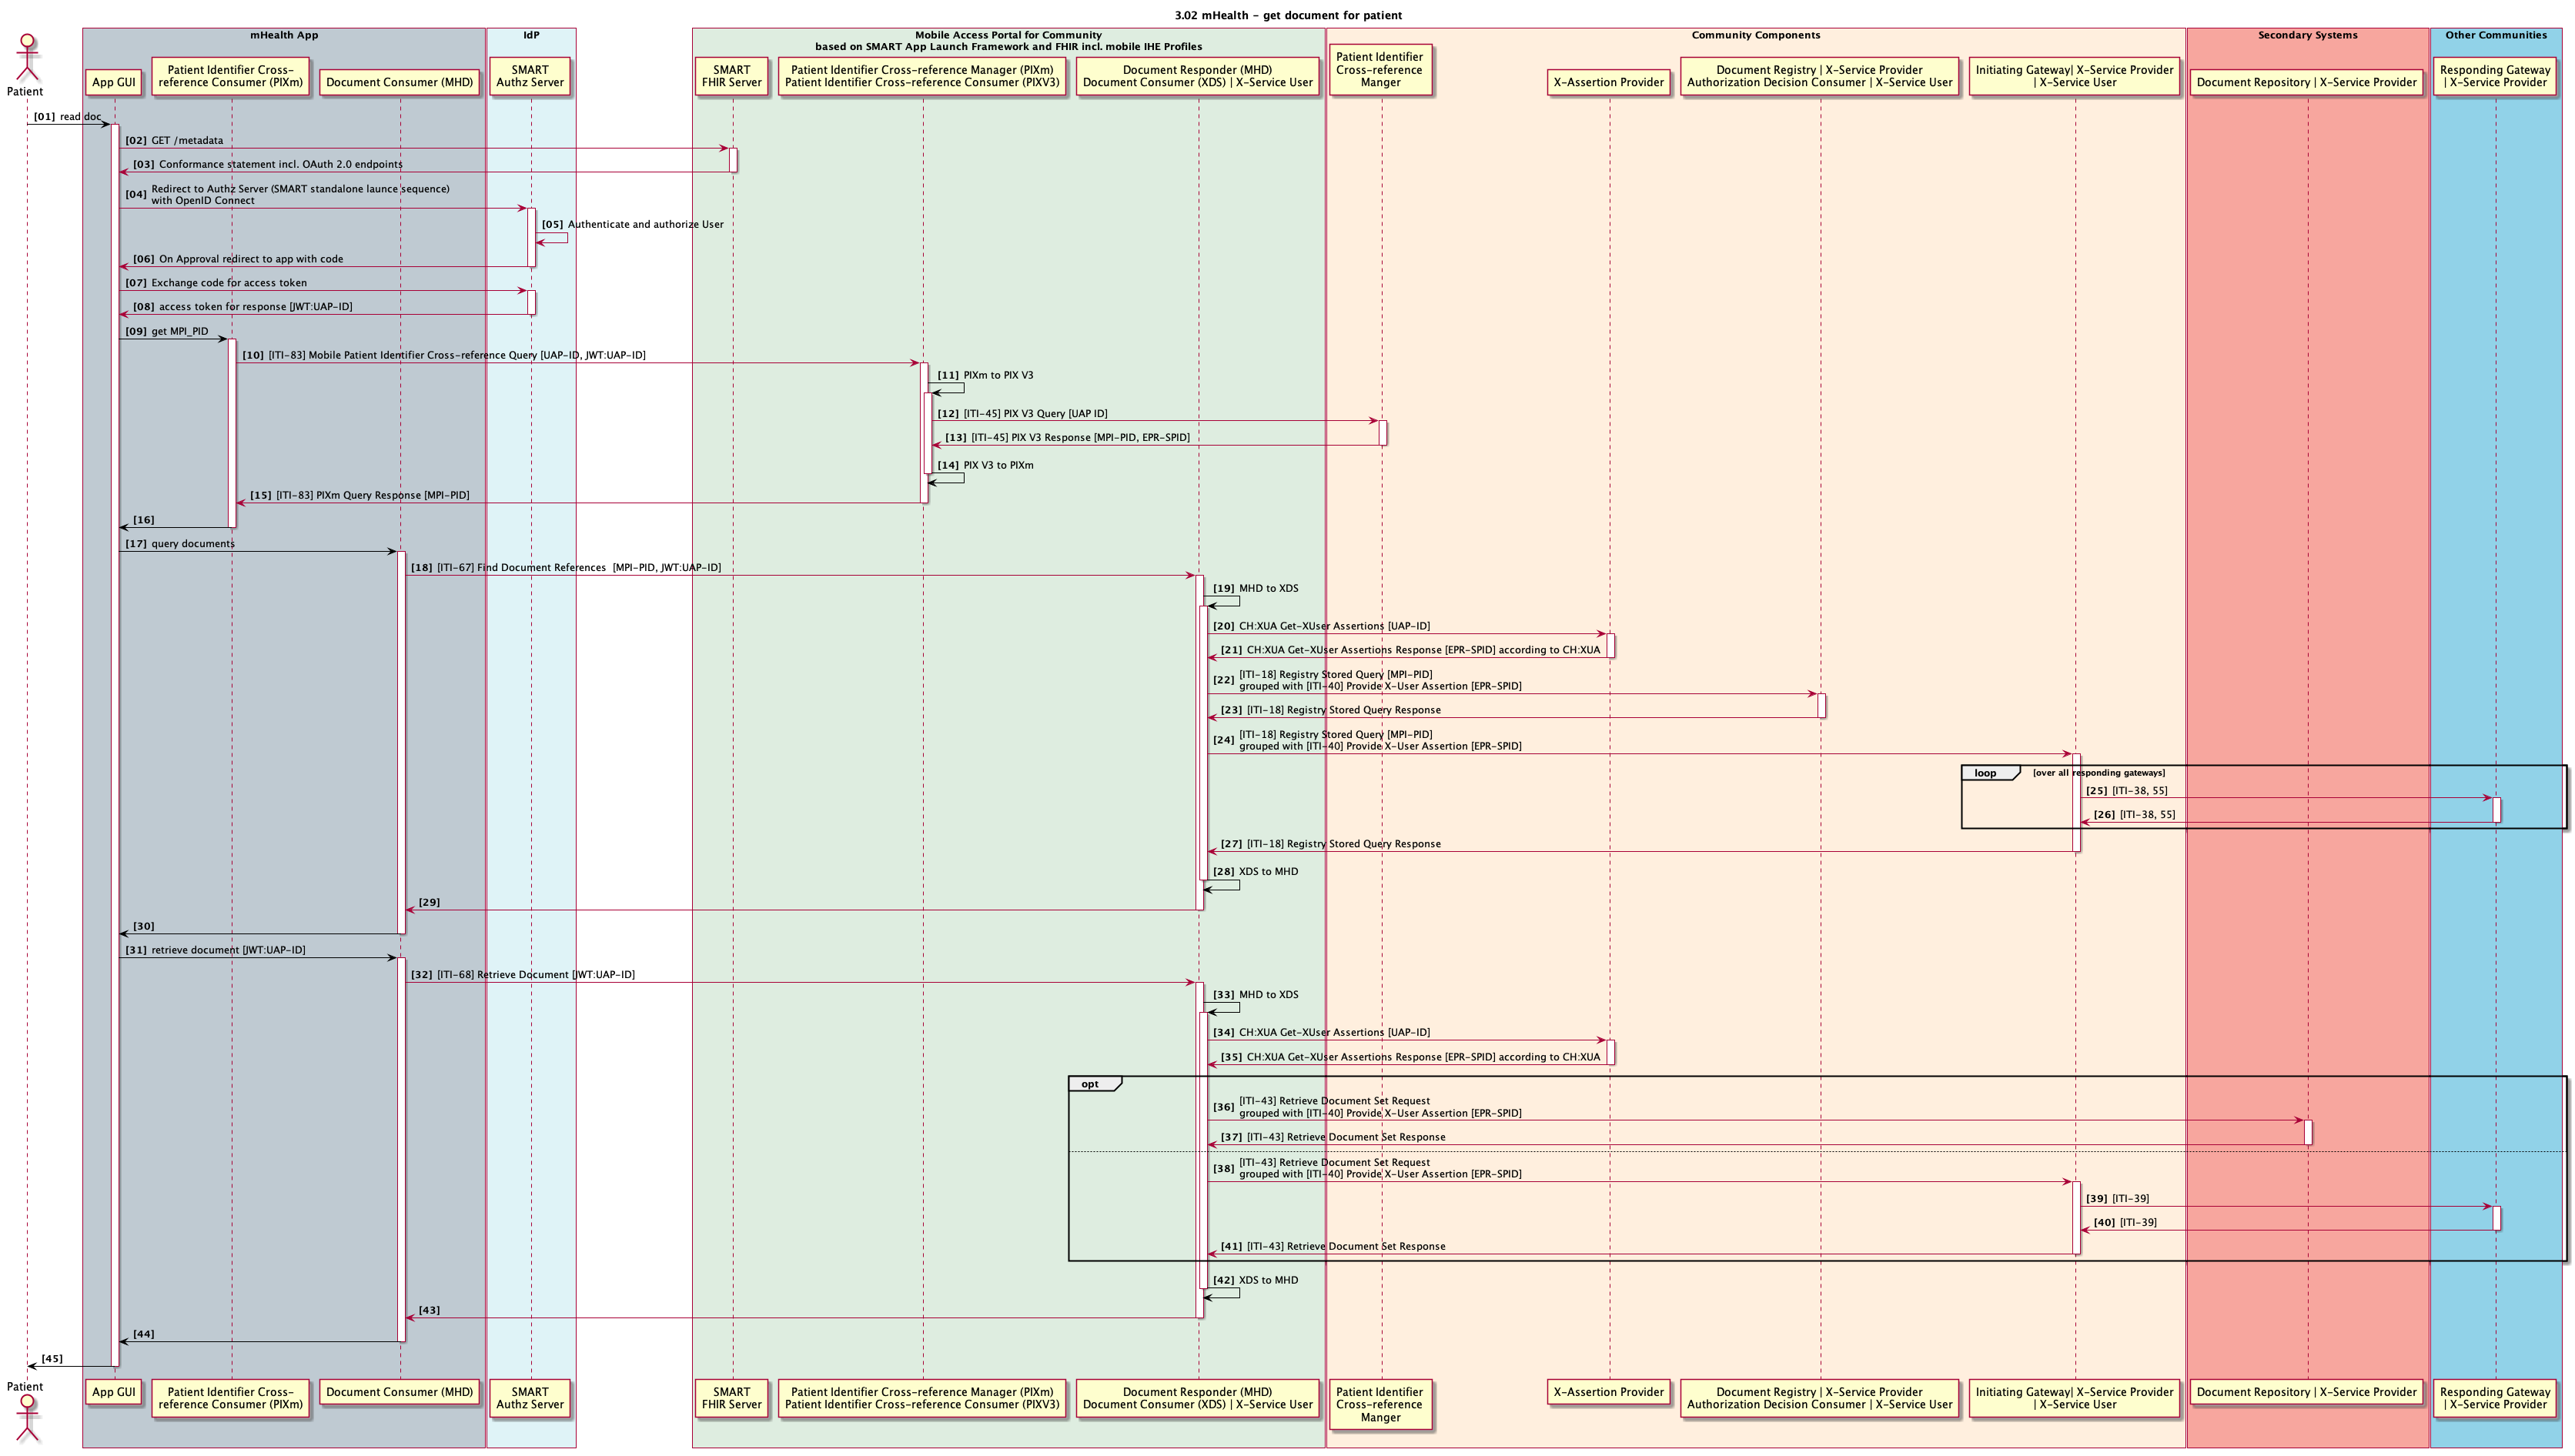 3.02 mHealth - get document for patient
mHealth App
IdP
Mobile Access Portal for Community
based on SMART App Launch Framework and FHIR incl. mobile IHE Profiles
Community Components
Secondary Systems
Other Communities
Patient
App GUI
Patient Identifier Cross-
reference Consumer (PIXm)
Document Consumer (MHD)
SMART
Authz Server
SMART
FHIR Server
Patient Identifier Cross-reference Manager (PIXm)
Patient Identifier Cross-reference Consumer (PIXV3)
Document Responder (MHD)
Document Consumer (XDS) | X-Service User
Patient Identifier
Cross-reference
Manger
X-Assertion Provider
Document Registry | X-Service Provider
Authorization Decision Consumer | X-Service User
Initiating Gateway| X-Service Provider
| X-Service User
Document Repository | X-Service Provider
Responding Gateway
| X-Service Provider
[01] read doc
[02] GET /metadata
[03] Conformance statement incl. OAuth 2.0 endpoints
[04] Redirect to Authz Server (SMART standalone launce sequence)
with OpenID Connect
[05] Authenticate and authorize User
[06] On Approval redirect to app with code
[07] Exchange code for access token
[08] access token for response [JWT:UAP-ID]
[09] get MPI_PID
[10] [ITI-83] Mobile Patient Identifier Cross-reference Query [UAP-ID, JWT:UAP-ID]
[11] PIXm to PIX V3
[12] [ITI-45] PIX V3 Query [UAP ID]
[13] [ITI-45] PIX V3 Response [MPI-PID, EPR-SPID]
[14] PIX V3 to PIXm
[15] [ITI-83] PIXm Query Response [MPI-PID]
[16]
[17] query documents
[18] [ITI-67] Find Document References [MPI-PID, JWT:UAP-ID]
[19] MHD to XDS
[20] CH:XUA Get-XUser Assertions [UAP-ID]
[21] CH:XUA Get-XUser Assertions Response [EPR-SPID] according to CH:XUA
[22] [ITI-18] Registry Stored Query [MPI-PID]
grouped with [ITI-40] Provide X-User Assertion [EPR-SPID]
[23] [ITI-18] Registry Stored Query Response
[24] [ITI-18] Registry Stored Query [MPI-PID]
grouped with [ITI-40] Provide X-User Assertion [EPR-SPID]
loop [over all responding gateways]
[25] [ITI-38, 55]
[26] [ITI-38, 55]
[27] [ITI-18] Registry Stored Query Response
[28] XDS to MHD
[29]
[30]
[31] retrieve document [JWT:UAP-ID]
[32] [ITI-68] Retrieve Document [JWT:UAP-ID]
[33] MHD to XDS
[34] CH:XUA Get-XUser Assertions [UAP-ID]
[35] CH:XUA Get-XUser Assertions Response [EPR-SPID] according to CH:XUA
opt
[36] [ITI-43] Retrieve Document Set Request
grouped with [ITI-40] Provide X-User Assertion [EPR-SPID]
[37] [ITI-43] Retrieve Document Set Response
[38] [ITI-43] Retrieve Document Set Request
grouped with [ITI-40] Provide X-User Assertion [EPR-SPID]
[39] [ITI-39]
[40] [ITI-39]
[41] [ITI-43] Retrieve Document Set Response
[42] XDS to MHD
[43]
[44]
[45]
Patient
App GUI
Patient Identifier Cross-
reference Consumer (PIXm)
Document Consumer (MHD)
SMART
Authz Server
SMART
FHIR Server
Patient Identifier Cross-reference Manager (PIXm)
Patient Identifier Cross-reference Consumer (PIXV3)
Document Responder (MHD)
Document Consumer (XDS) | X-Service User
Patient Identifier
Cross-reference
Manger
X-Assertion Provider
Document Registry | X-Service Provider
Authorization Decision Consumer | X-Service User
Initiating Gateway| X-Service Provider
| X-Service User
Document Repository | X-Service Provider
Responding Gateway
| X-Service Provider